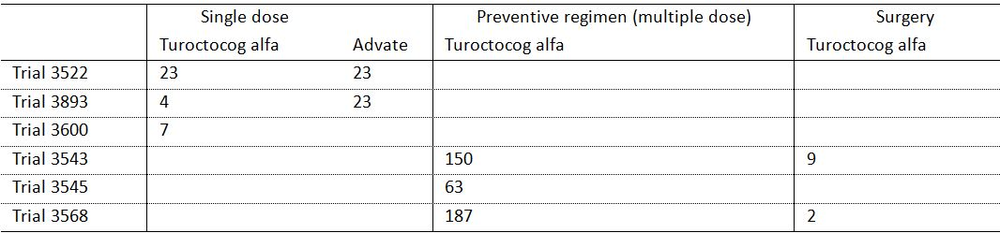 Single dose Preventive regimen (multiple dose) Surgery
Turoctocog alfa Advate Turoctocog alfa Turoctocog alfa
Trial 3522 23 23
Trial 3893 4 23
Trial 3600 7
Trial 3543 150 9
Trial 3545 63
Trial 3568 187 2